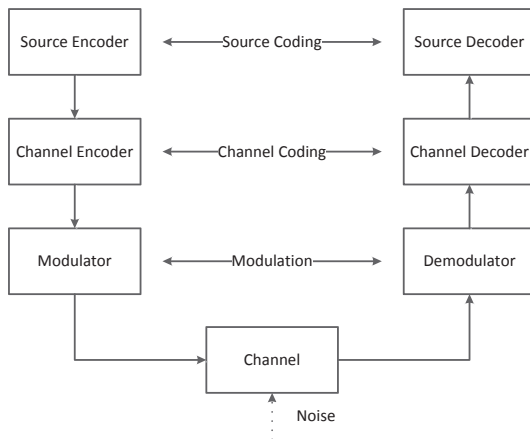 Source Encoder
Source Coding
Source Decoder
Channel Encoder
Channel Coding
Channel Decoder
Modulator
Modulation
Demodulator
Channel
Noise